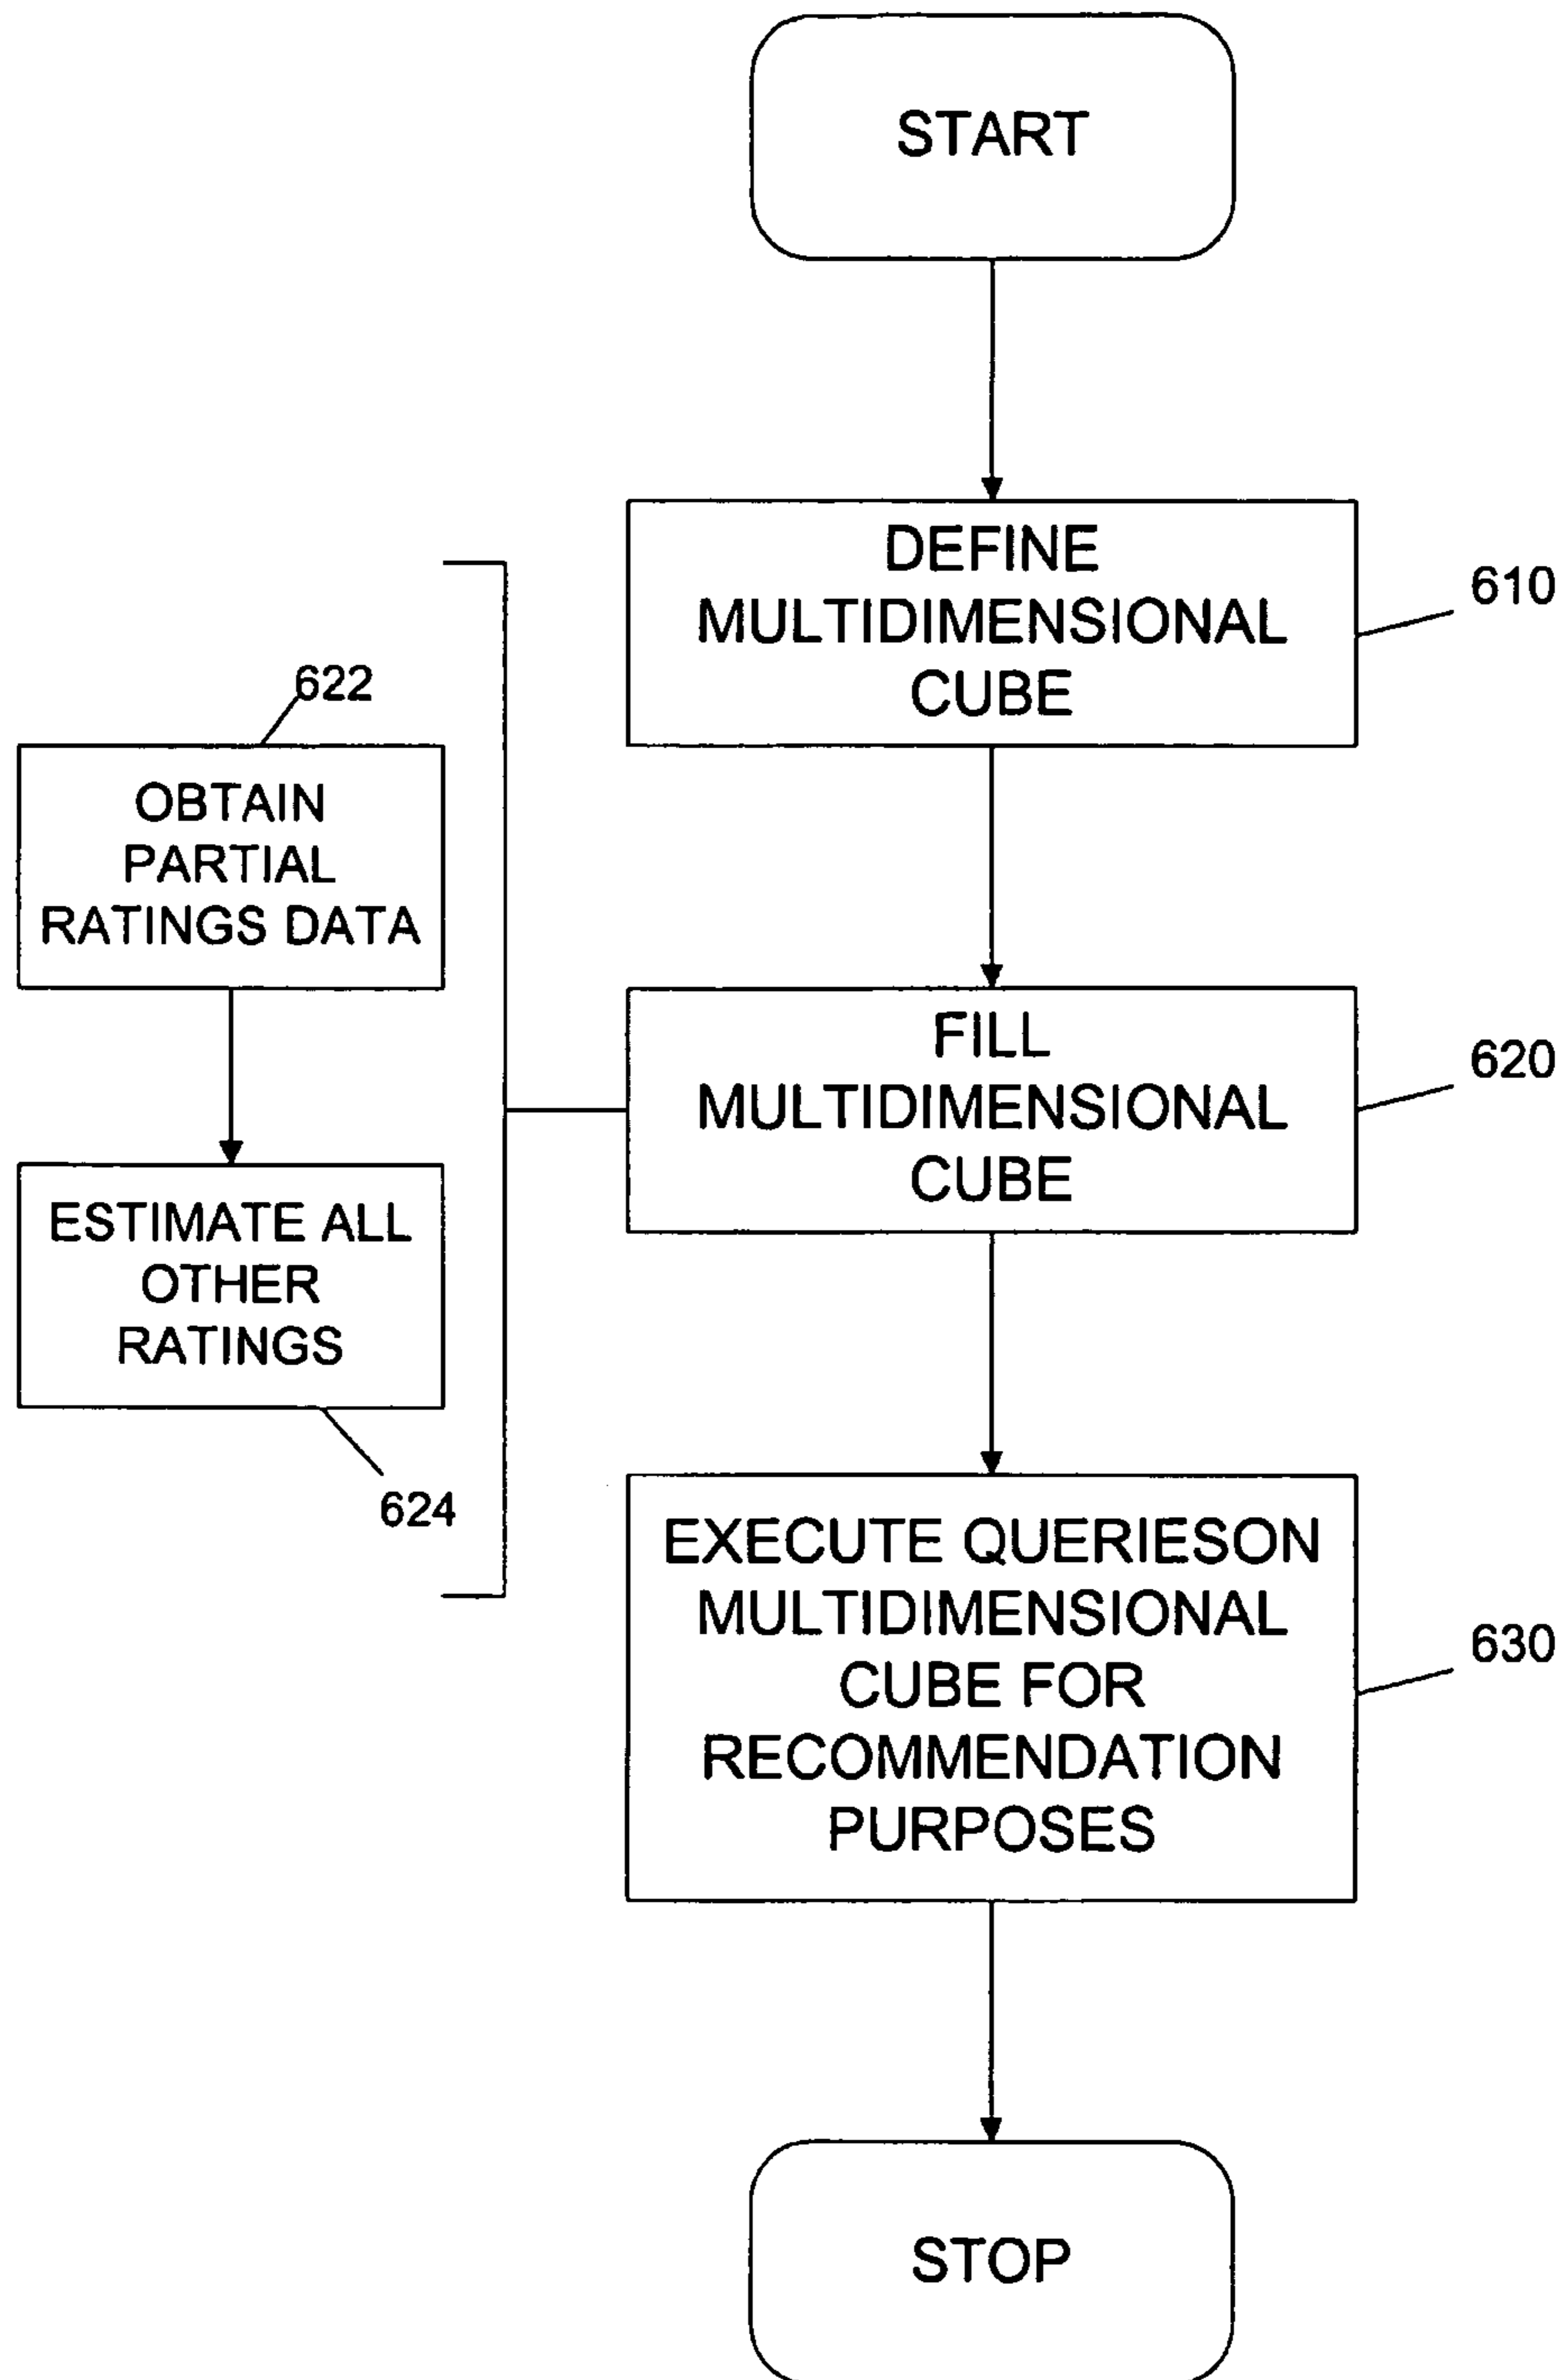 START
DEFINE
MULTIDIMENSIONAL
CUBE
610
622
OBTAIN
PARTIAL
RATINGS DATA
FILL
MULTIDIMENSIONAL
CUBE
620
ESTIMATE ALL
OTHER
RATINGS
624
EXECUTE QUERIESON
MULTIDIMENSIONAL
CUBE FOR
RECOMMENDATION
PURPOSES
630
STOP